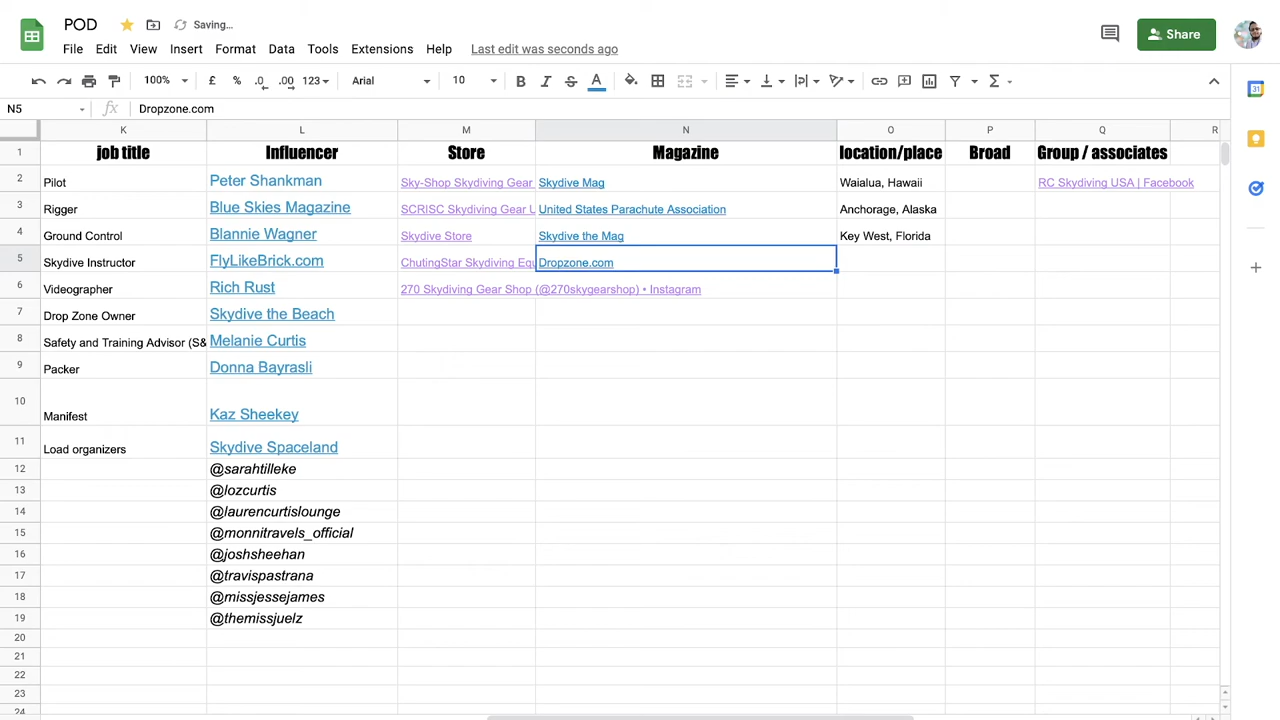 POD Saving...
File Edit View Insert Format Data Tools Extensions Help Last edit was seconds ago
Share
100% £ % .0 .00 123 Arial 10 B I S A
31
N5 fx Dropzone.com
K L M N O P Q R
1 job title Influencer Store Magazine location/place Broad Group / associates
2 Pilot Peter Shankman Sky-Shop Skydiving Gear Skydive Mag Waialua, Hawaii RC Skydiving USA | Facebook
3 Rigger Blue Skies Magazine SCRISC Skydiving Gear U United States Parachute Association Anchorage, Alaska
4 Ground Control Blannie Wagner Skydive Store Skydive the Mag Key West, Florida
5 Skydive Instructor FlyLikeBrick.com ChutingStar Skydiving Equ Dropzone.com
6 Videographer Rich Rust 270 Skydiving Gear Shop (@270skygearshop) • Instagram
7 Drop Zone Owner Skydive the Beach
8 Safety and Training Advisor (S& Melanie Curtis
9 Packer Donna Bayrasli
10 Manifest Kaz Sheekey
11 Load organizers Skydive Spaceland
12 @sarahtilleke
13 @lozcurtis
14 @laurencurtislounge
15 @monnitravels_official
16 @joshsheehan
17 @travispastrana
18 @missjessejames
19 @themissjuelz
20
21
22
23
24